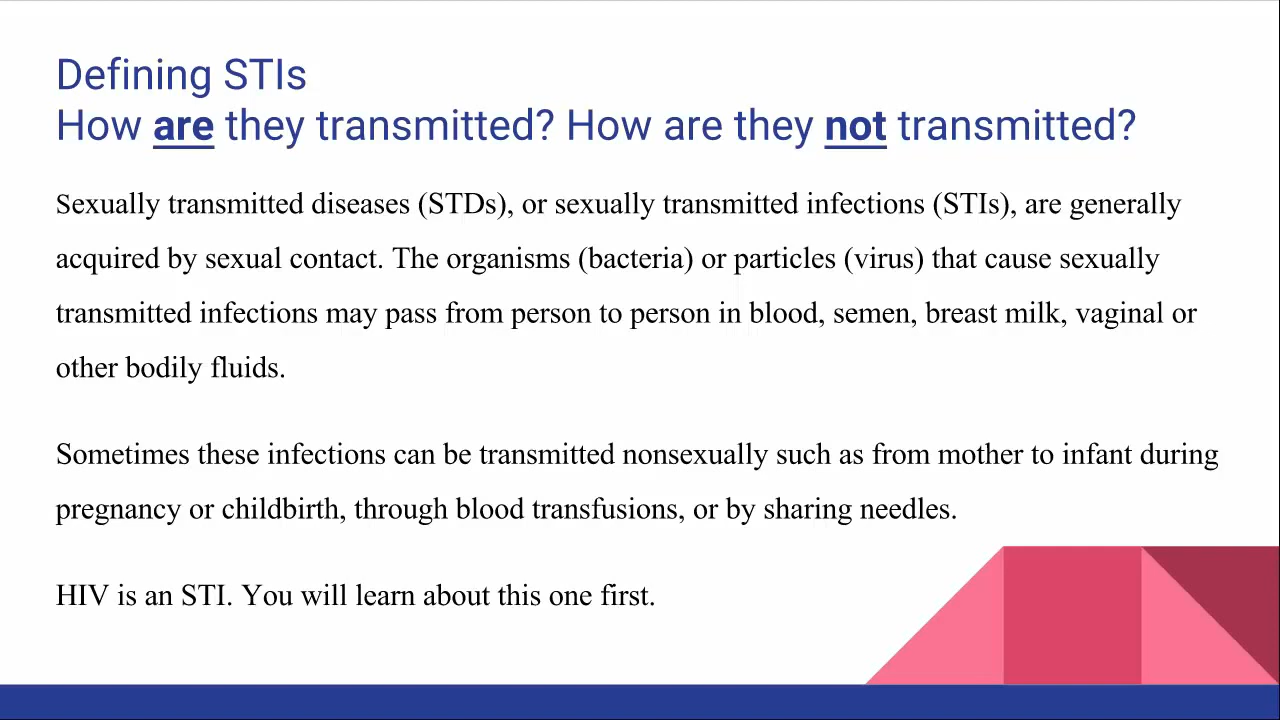 Defining STIs
How are they transmitted? How are they not transmitted?
Sexually transmitted diseases (STDs), or sexually transmitted infections (STIs), are generally
acquired by sexual contact. The organisms (bacteria) or particles (virus) that cause sexually
transmitted infections may pass from person to person in blood, semen, breast milk, vaginal or
other bodily fluids.
Sometimes these infections can be transmitted nonsexually such as from mother to infant during
pregnancy or childbirth, through blood transfusions, or by sharing needles.
HIV is an STI. You will learn about this one first.